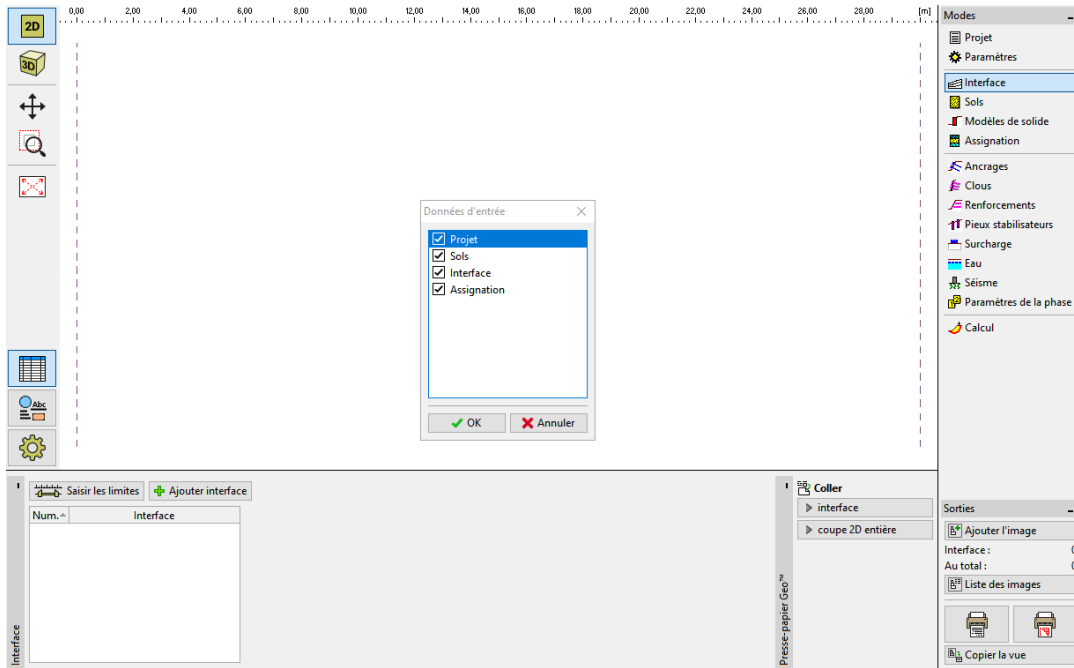 2D
3D
Abc
0,00 2,00 4,00 6,00 8,00 10,00 12,00 14,00 16,00 18,00 20,00 22,00 24,00 26,00 28,00 [m]
Données d'entrée
Projet
Sols
Interface
Assignation
OK Annuler
Modes
Projet
Paramètres
Interface
Sols
Modèles de solide
Assignation
Ancrages
Clous
Renforcements
Pieux stabilisateurs
Surcharge
Eau
Séisme
Paramètres de la phase
Calcul
Interface
Saisir les limites Ajouter interface
Num. Interface
Presse-papier Geo™
Coller
interface
coupe 2D entière
Sorties
Ajouter l'image
Interface : 0
Au total : 0
Liste des images
Copier la vue